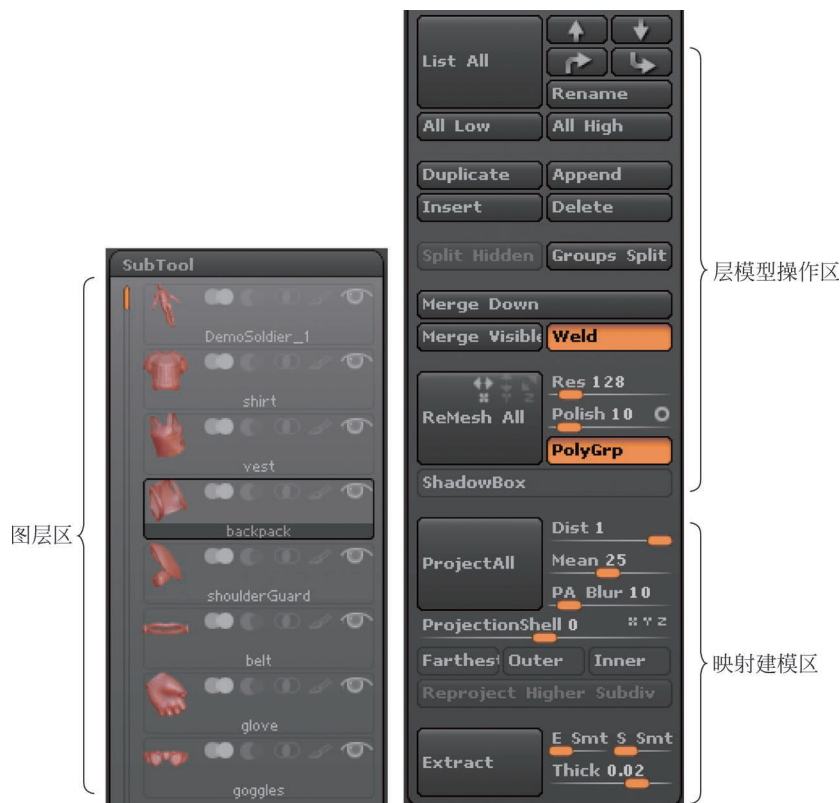 SubTool
DemoSoldier_1
shirt
vest
backpack
shoulderGuard
belt
glove
goggles
图层区
List All
Rename
All Low All High
Duplicate Append
Insert Delete
Split Hidden Groups Split
Merge Down
Merge Visible Weld
ReMesh All X Y Z Res 128
Polish 10
PolyGrp
ShadowBox
层模型操作区
ProjectAll Dist 1
Mean 25
PA Blur 10
ProjectionShell 0 X Y Z
Farthes Outer Inner
Reproject Higher Subdiv
Extract E Smt S Smt
Thick 0.02
映射建模区